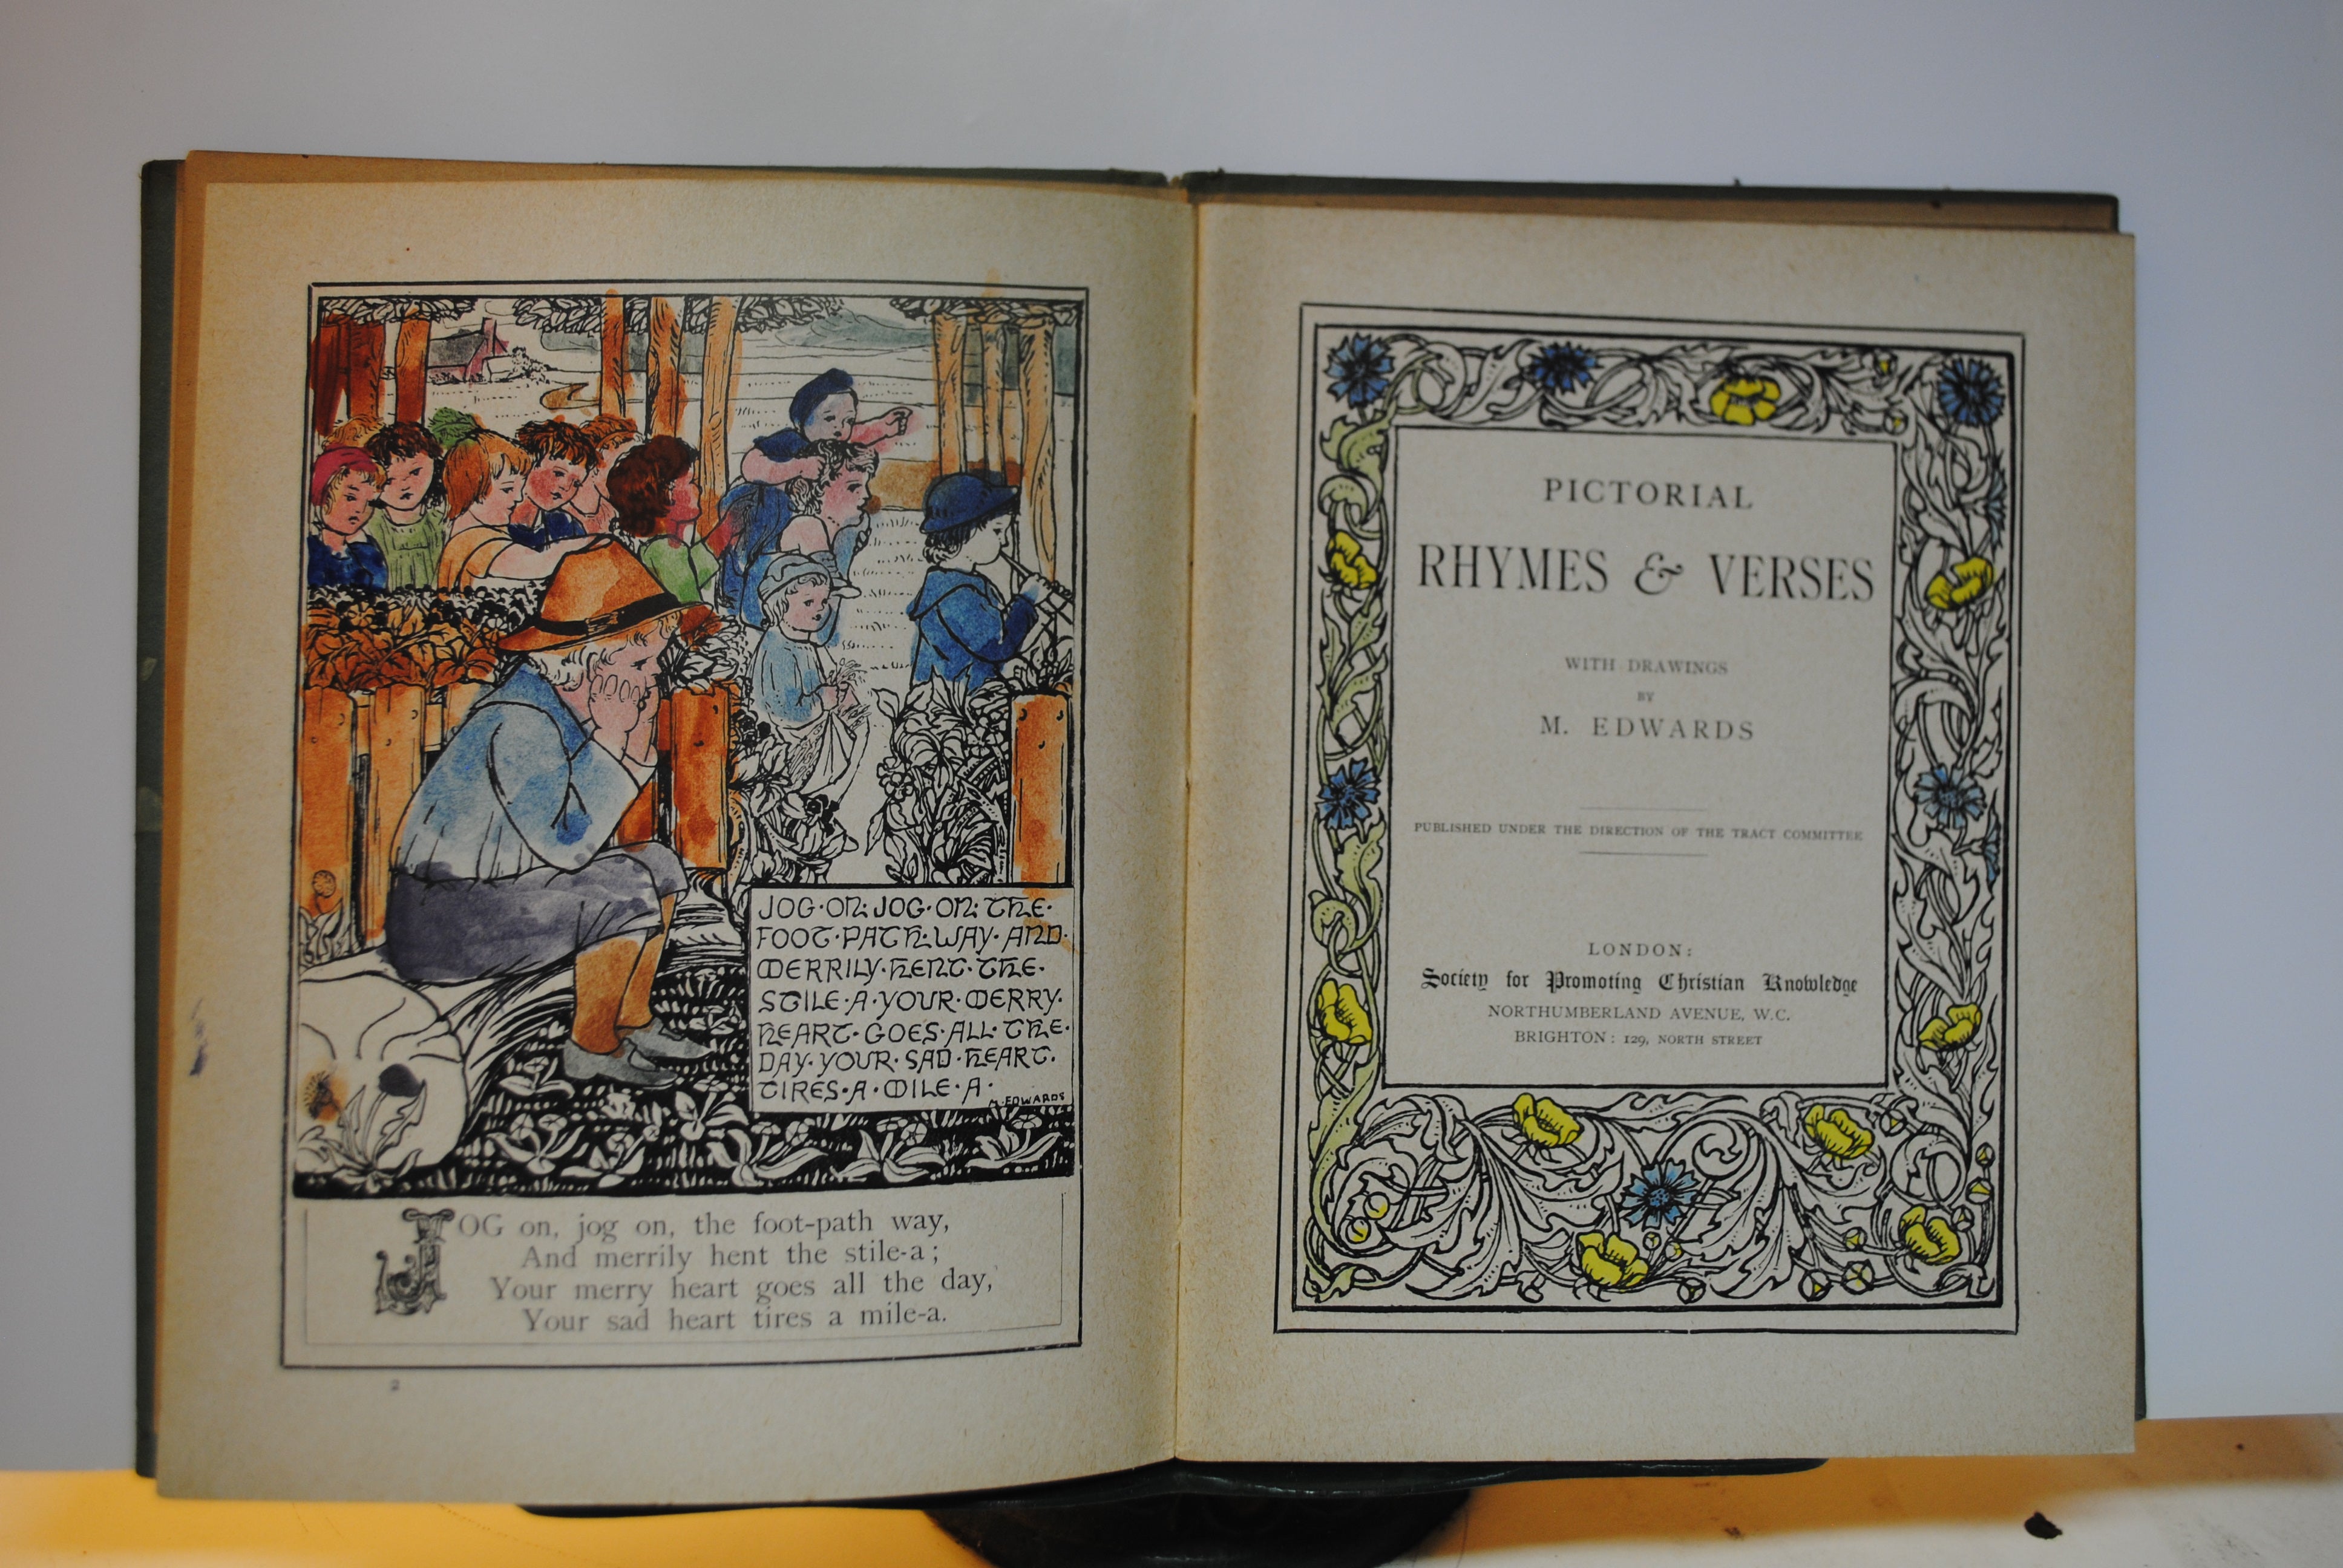 JOG·ON; JOG·ON; THE·
FOOT·PATH·WAY·AND·
MERRILY·HENT·THE·
STILE·A·YOUR·MERRY·
HEART·GOES·ALL·THE·
DAY·YOUR·SAD·HEART·
TIRES·A·MILE·A·
M. EDWARDS
JOG on, jog on, the foot-path way,
And merrily hent the stile-a;
Your merry heart goes all the day,
Your sad heart tires a mile-a.
2
PICTORIAL
RHYMES & VERSES
WITH DRAWINGS
BY
M. EDWARDS
PUBLISHED UNDER THE DIRECTION OF THE TRACT COMMITTEE
LONDON:
Society for Promoting Christian Knowledge
NORTHUMBERLAND AVENUE, W.C.
BRIGHTON: 129, NORTH STREET